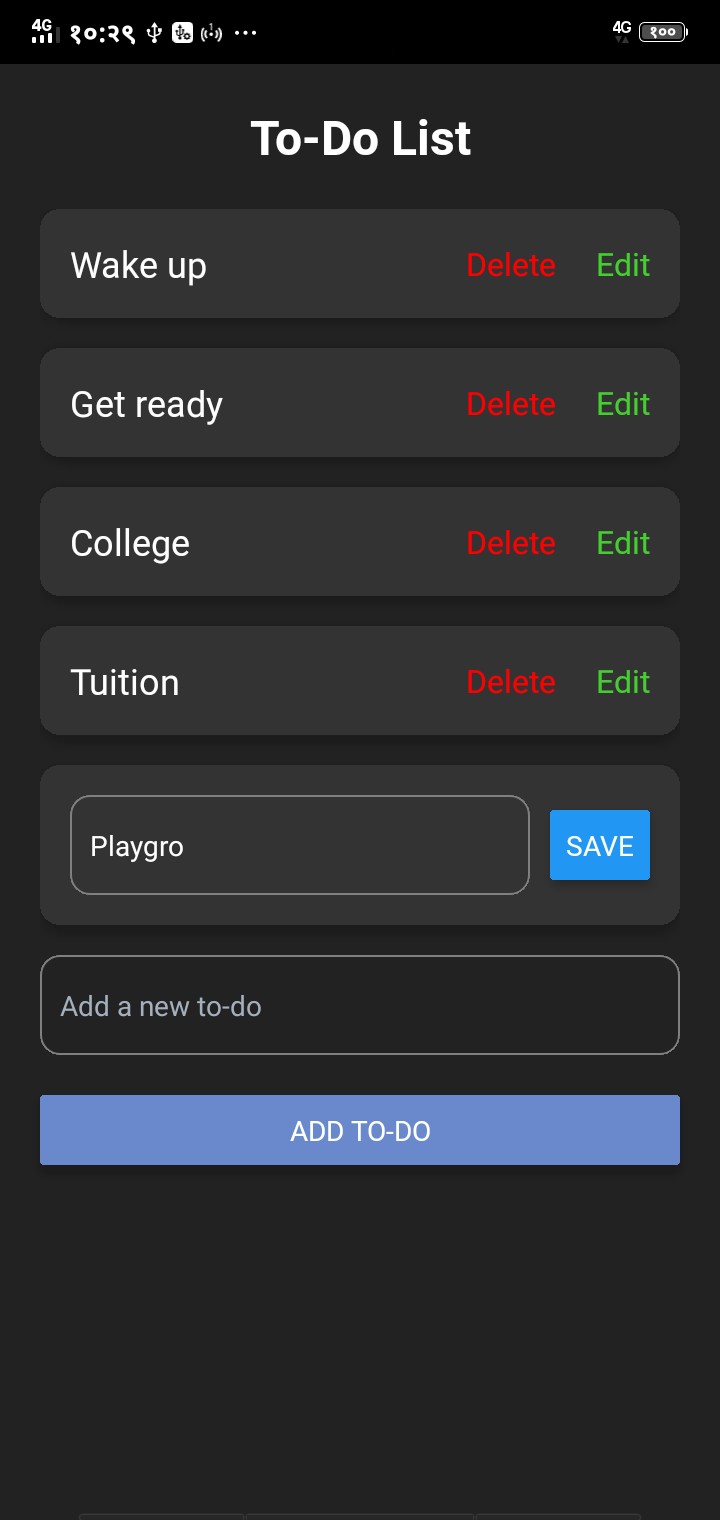 4G १०:२९ 4G १००
To-Do List
Wake up Delete Edit
Get ready Delete Edit
College Delete Edit
Tuition Delete Edit
Playgro SAVE
Add a new to-do
ADD TO-DO